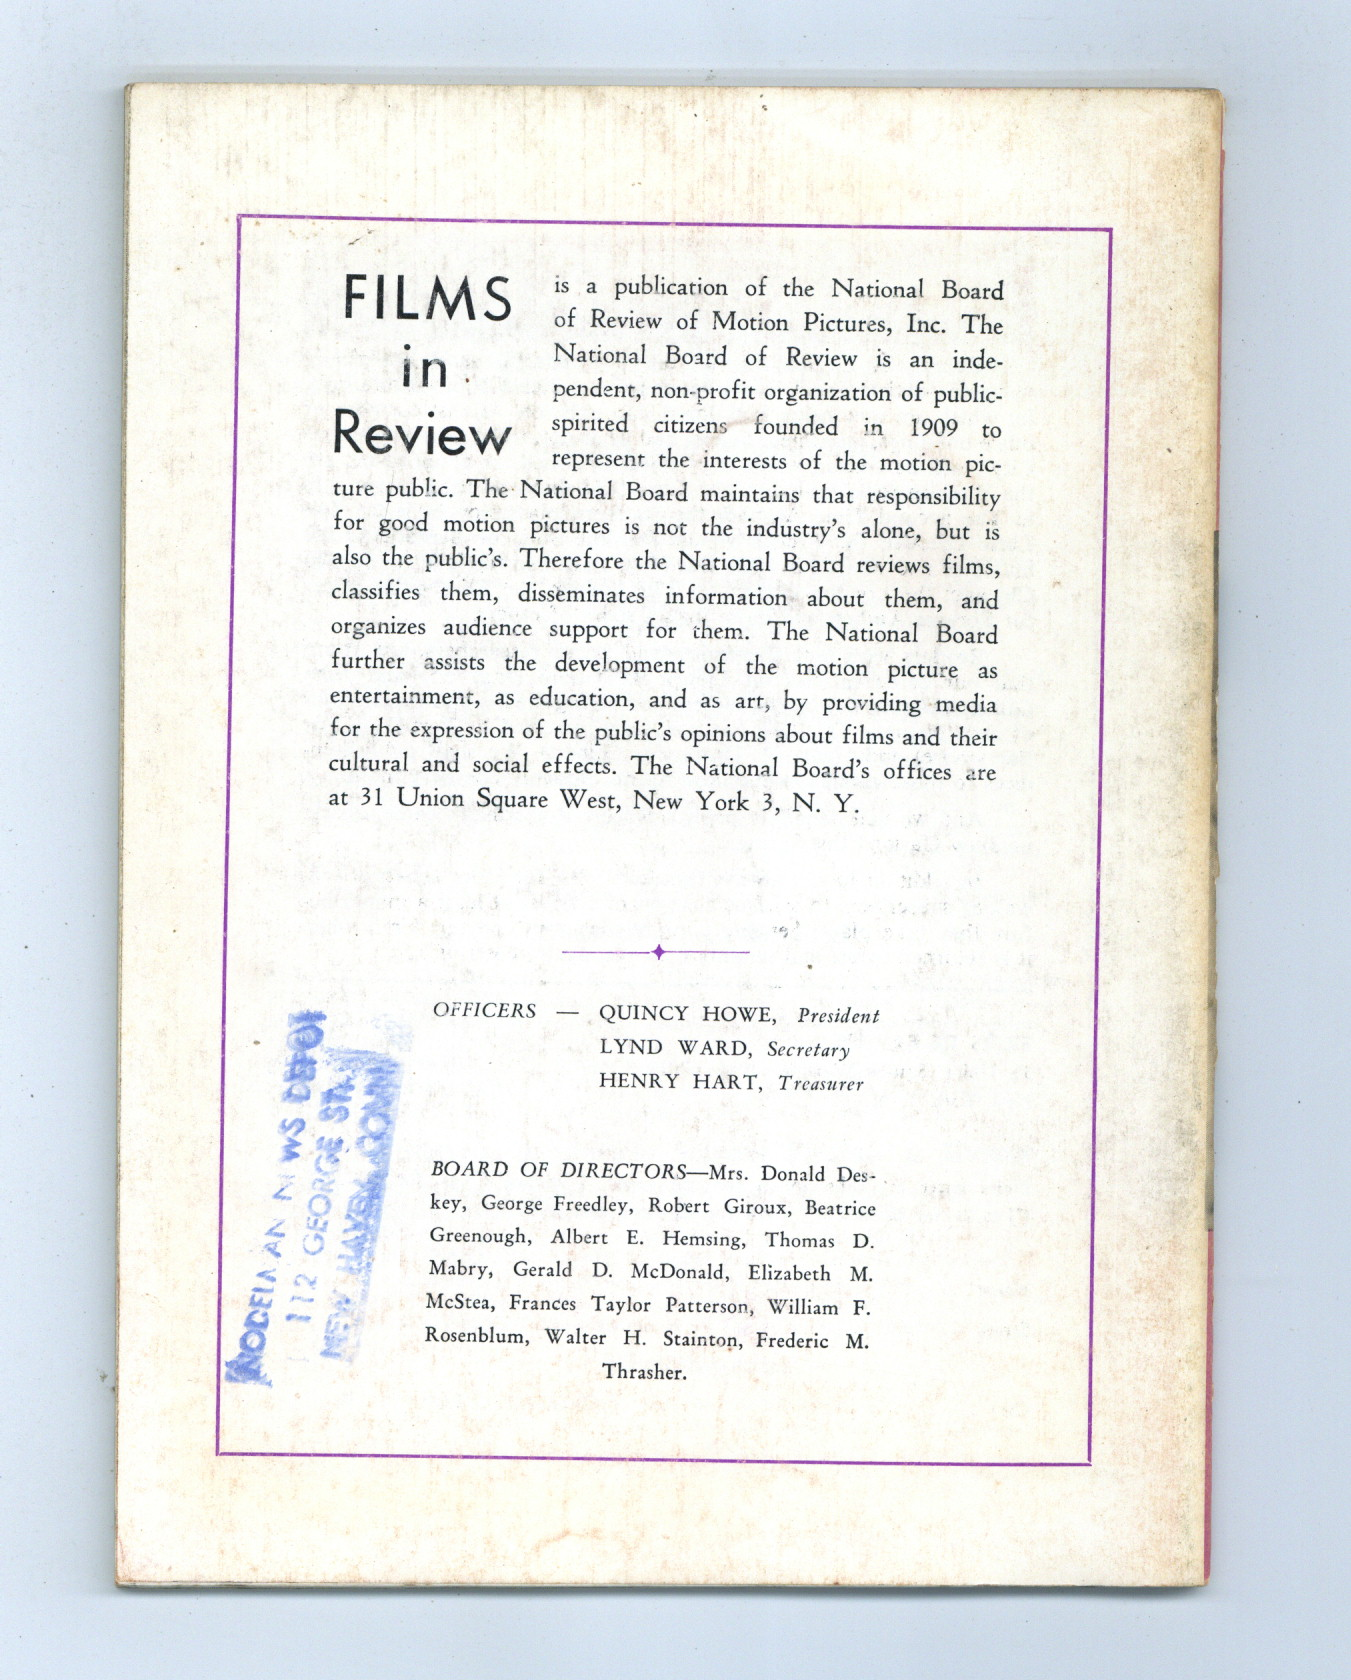 FILMS
in
Review
is a publication of the National Board
of Review of Motion Pictures, Inc. The
National Board of Review is an inde-
pendent, non-profit organization of public-
spirited citizens founded in 1909 to
represent the interests of the motion pic-
ture public. The National Board maintains that responsibility
for good motion pictures is not the industry's alone, but is
also the public's. Therefore the National Board reviews films,
classifies them, disseminates information about them, and
organizes audience support for them. The National Board
further assists the development of the motion picture as
entertainment, as education, and as art, by providing media
for the expression of the public's opinions about films and their
cultural and social effects. The National Board's offices are
at 31 Union Square West, New York 3, N. Y.
OFFICERS — QUINCY HOWE, President
LYND WARD, Secretary
HENRY HART, Treasurer
BOARD OF DIRECTORS—Mrs. Donald Des-
key, George Freedley, Robert Giroux, Beatrice
Greenough, Albert E. Hemsing, Thomas D.
Mabry, Gerald D. McDonald, Elizabeth M.
McStea, Frances Taylor Patterson, William F.
Rosenblum, Walter H. Stainton, Frederic M.
Thrasher.
NEWS DEPOT
112 GEORGE ST.
NEW HAVEN, CONN.